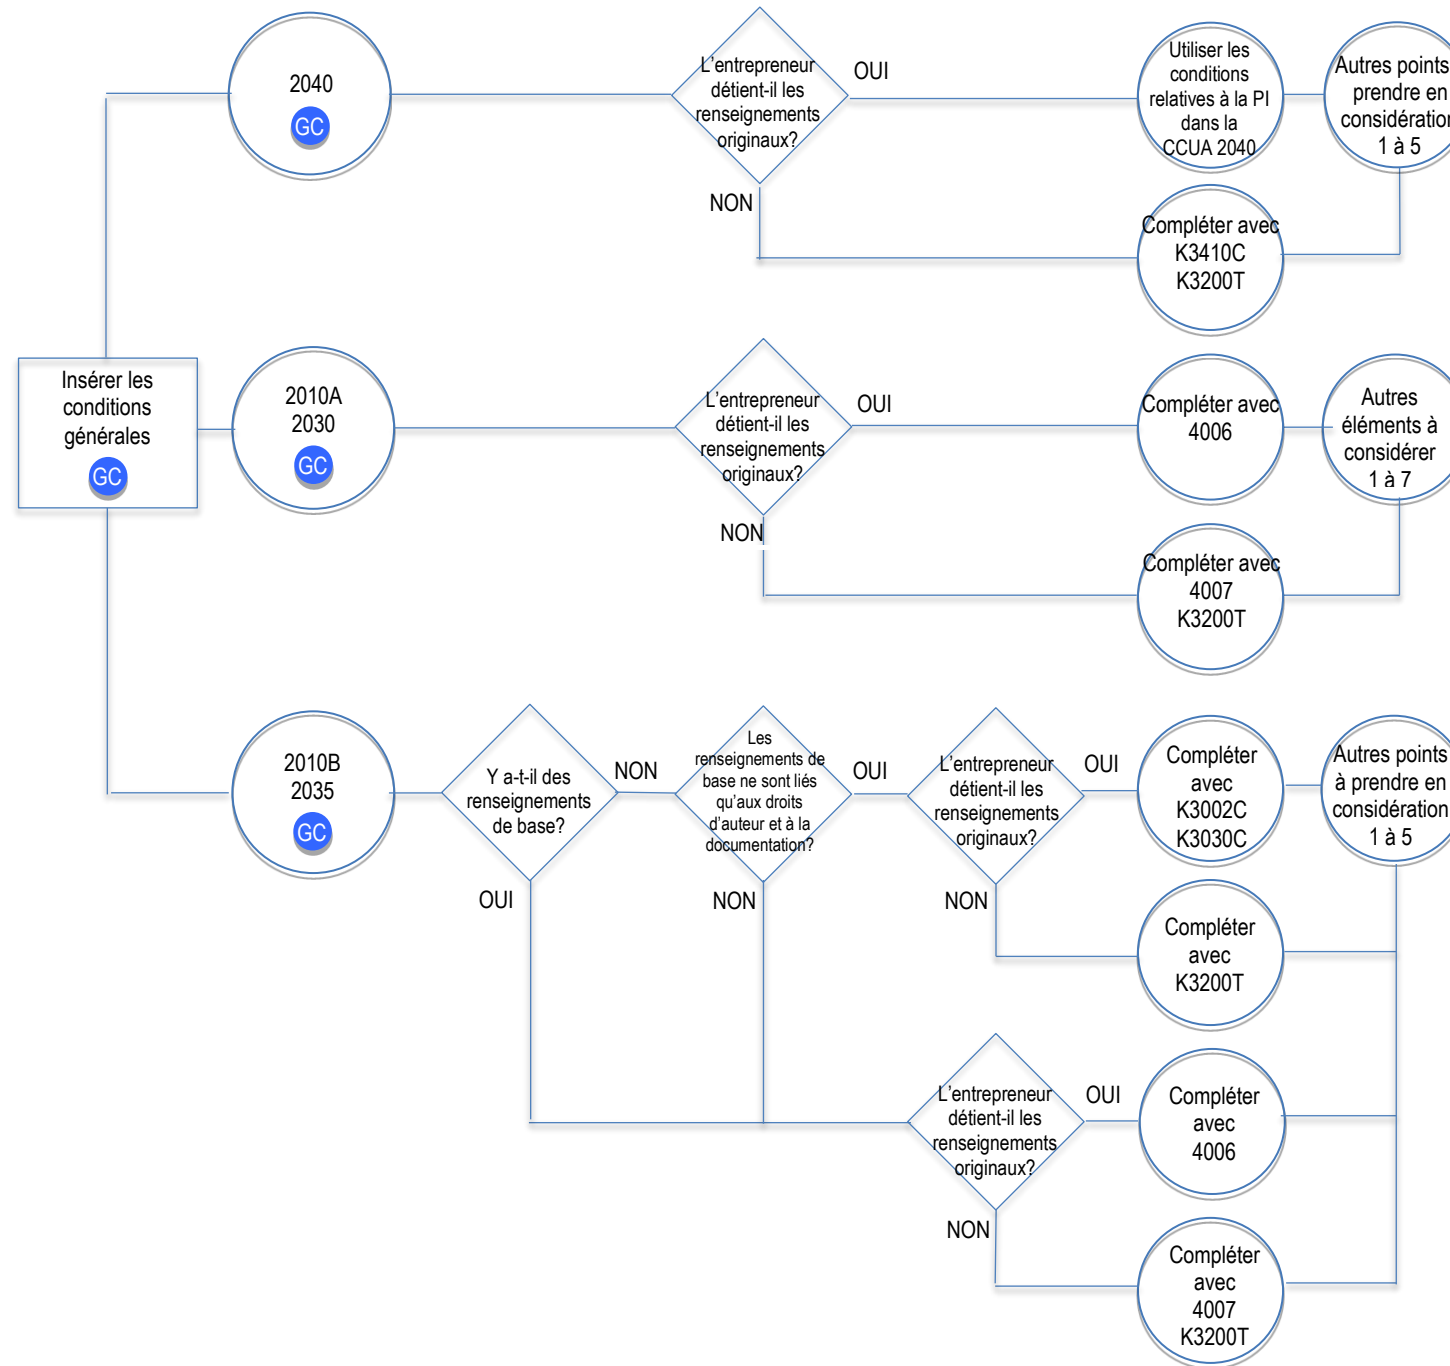 2040
GC
L'entrepreneur
détient-il les
renseignements
originaux?
OUI
NON
Utiliser les
conditions
relatives à la PI
dans la
CCUA 2040
Autres points
prendre en
considération
1 à 5
Compléter avec
K3410C
K3200T
Insérer les
conditions
générales
GC
2010A
2030
GC
L'entrepreneur
détient-il les
renseignements
originaux?
OUI
NON
Compléter avec
4006
Autres
éléments à
considérer
1 à 7
Compléter avec
4007
K3200T
2010B
2035
GC
Y a-t-il des
renseignements
de base?
NON
OUI
Les
renseignements de
base ne sont liés
qu'aux droits
d'auteur et à la
documentation?
OUI
NON
L'entrepreneur
détient-il les
renseignements
originaux?
OUI
NON
Compléter
avec
K3002C
K3030C
Autres points
à prendre en
considération
1 à 5
Compléter
avec
K3200T
L'entrepreneur
détient-il les
renseignements
originaux?
OUI
NON
Compléter
avec
4006
Compléter
avec
4007
K3200T